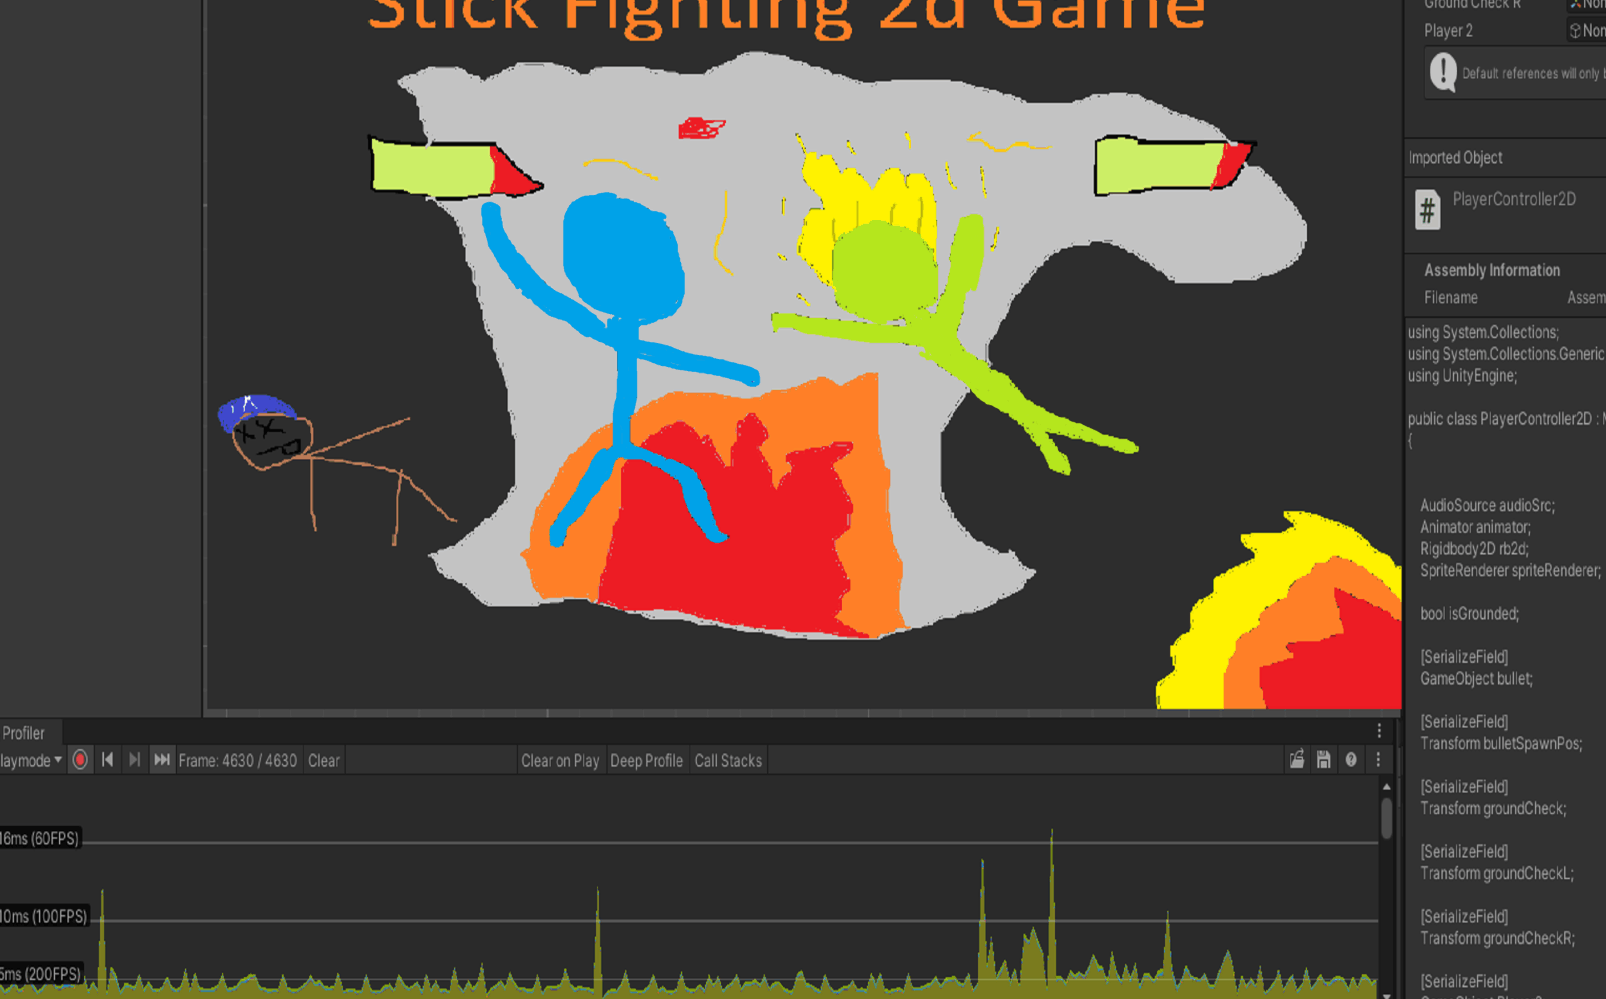 Stick Fighting 2d Game
Ground Check R
Non
Player 2
Non
Default references will only
Imported Object
# PlayerController2D
Assembly Information
Filename
Assem
using System.Collections;
using System.Collections.Generic
using UnityEngine;
public class PlayerController2D :
{
AudioSource audioSrc;
Animator animator;
Rigidbody2D rb2d;
SpriteRenderer spriteRenderer;
bool isGrounded;
[SerializeField]
GameObject bullet;
[SerializeField]
Transform bulletSpawnPos;
[SerializeField]
Transform groundCheck;
[SerializeField]
Transform groundCheckL;
[SerializeField]
Transform groundCheckR;
[SerializeField]
Profiler
laymode
Frame: 4630 / 4630
Clear
Clear on Play
Deep Profile
Call Stacks
16ms (60FPS)
10ms (100FPS)
5ms (200FPS)